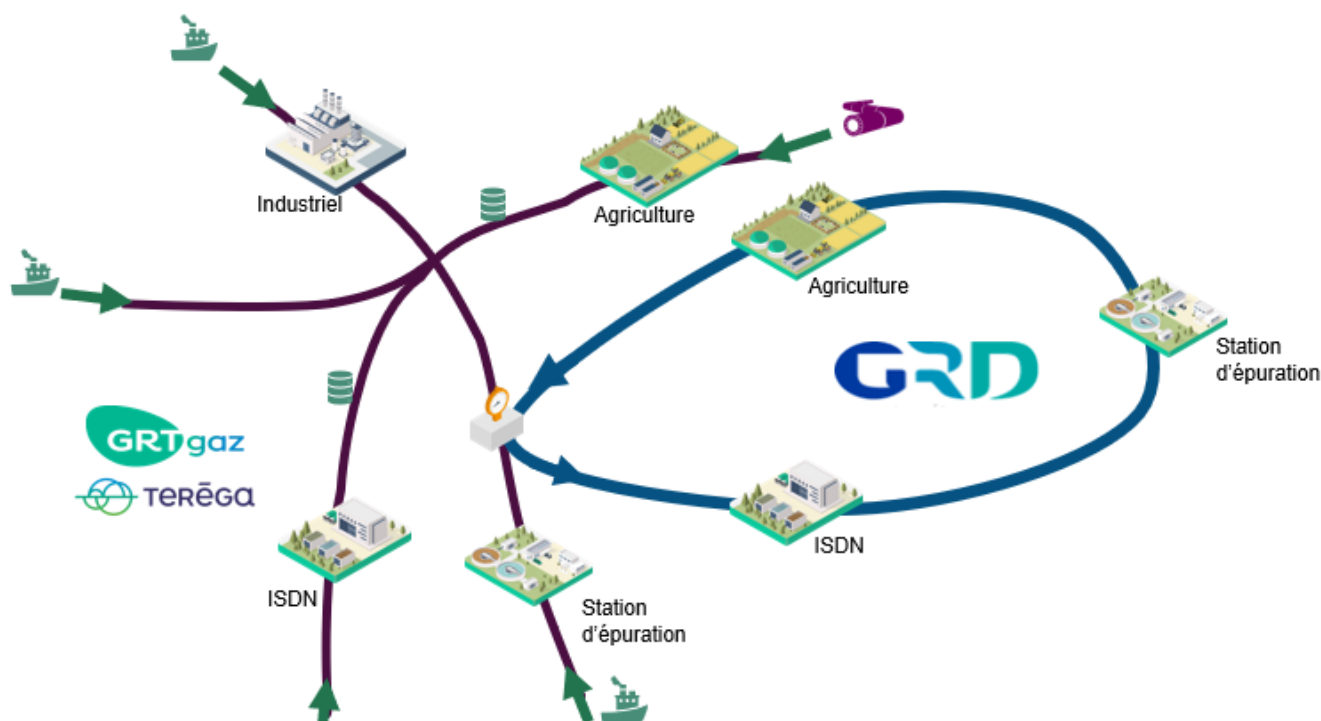 Industriel
Agriculture
Agriculture
Station
d'épuration
GRD
GRTgaz
TERĒGA
ISDN
ISDN
Station
d'épuration